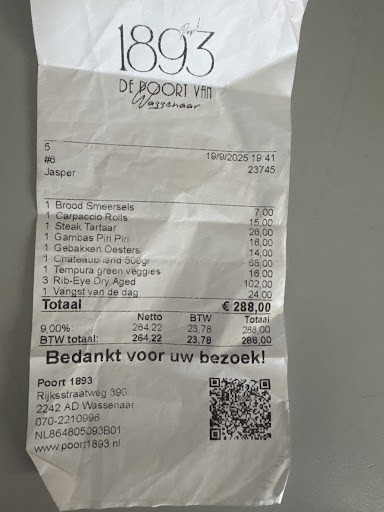 Poort
1893
DE POORT VAN
Wassenaar
5
#6 19/9/2025 19 41
Jasper 23745
1 Brood Smeersels 7,00
1 Carpaccio Rolls 15,00
1 Steak Tartaar 26,00
1 Gambas Piri Piri 16,00
1 Gebakken Oesters 14,00
1 Chateaubriand 500gr 68,00
1 Tempura green veggies 16,00
3 Rib-Eye Dry Aged 102,00
1 Vangst van de dag 24,00
Totaal € 288,00
Netto BTW Totaal
9,00% 264,22 23,78 288,00
BTW totaal: 264,22 23,78 288,00
Bedankt voor uw bezoek!
Poort 1893
Rijksstraatweg 390
2242 AD Wassenaar
NL864805093B01
www.poort1893.nl